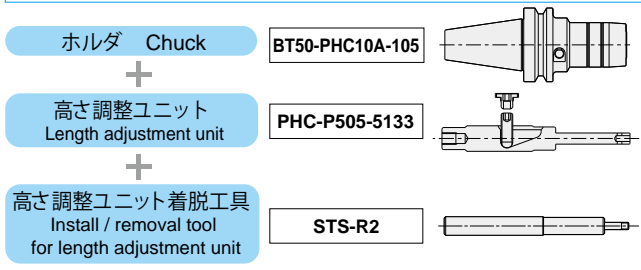 ホルダ Chuck
BT50-PHC10A-105
高さ調整ユニット
Length adjustment unit
PHC-P505-5133
高さ調整ユニット着脱工具
Install / removal tool
for length adjustment unit
STS-R2